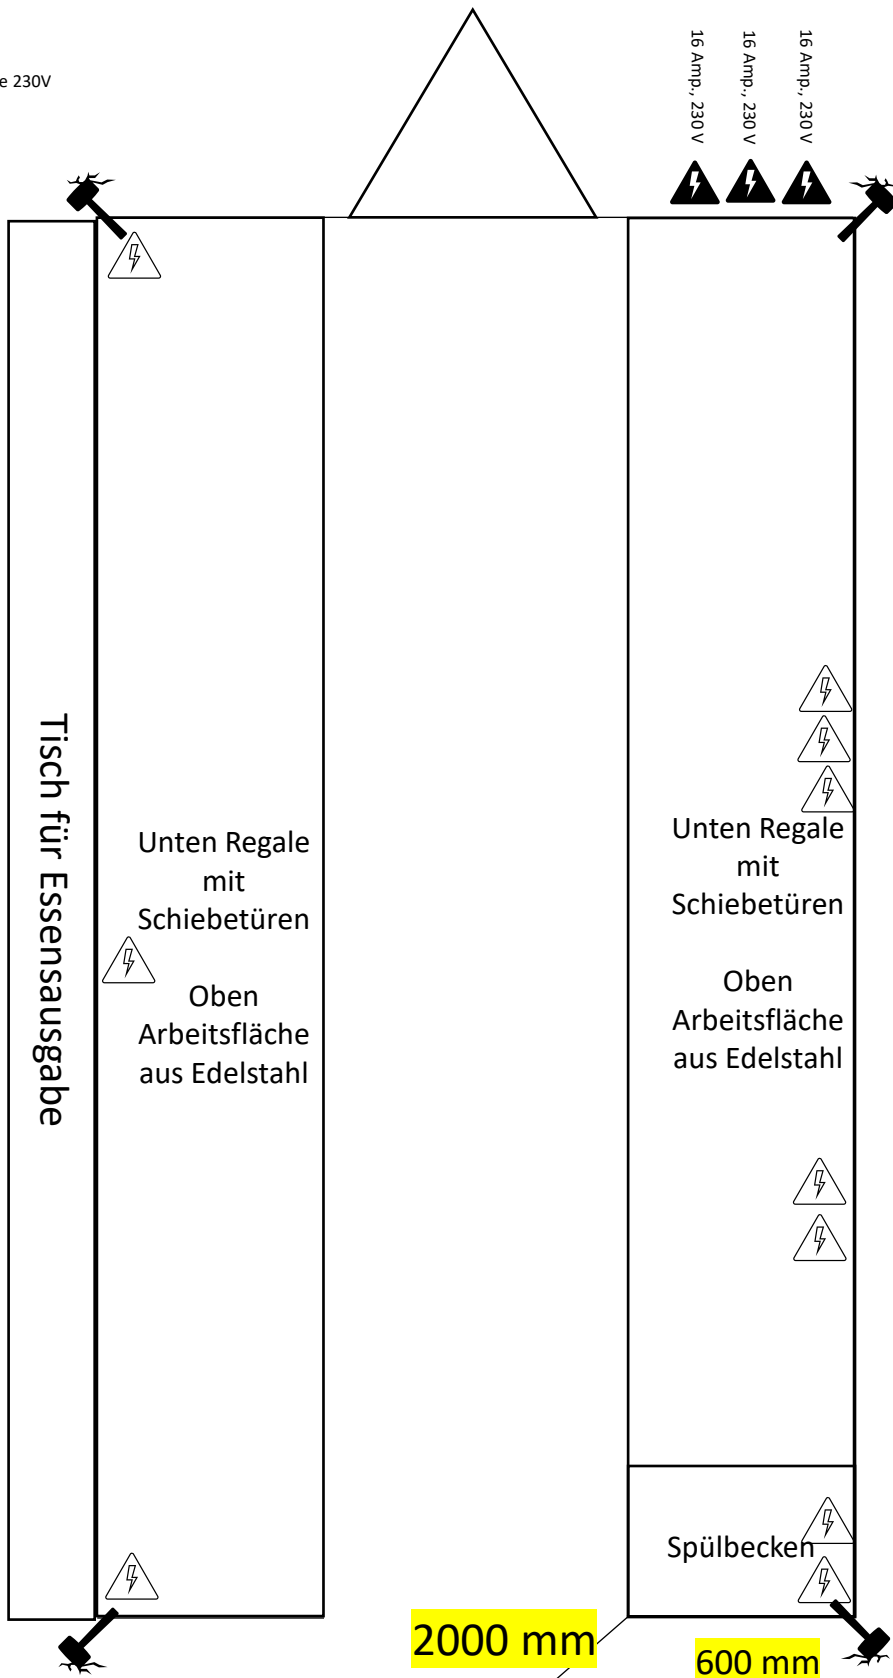 e 230V
16 Amp., 230 V
16 Amp., 230 V
16 Amp., 230 V
Tisch für Essensausgabe
Unten Regale
mit
Schiebetüren
Oben
Arbeitsfläche
aus Edelstahl
Unten Regale
mit
Schiebetüren
Oben
Arbeitsfläche
aus Edelstahl
Spülbecken
2000 mm
600 mm